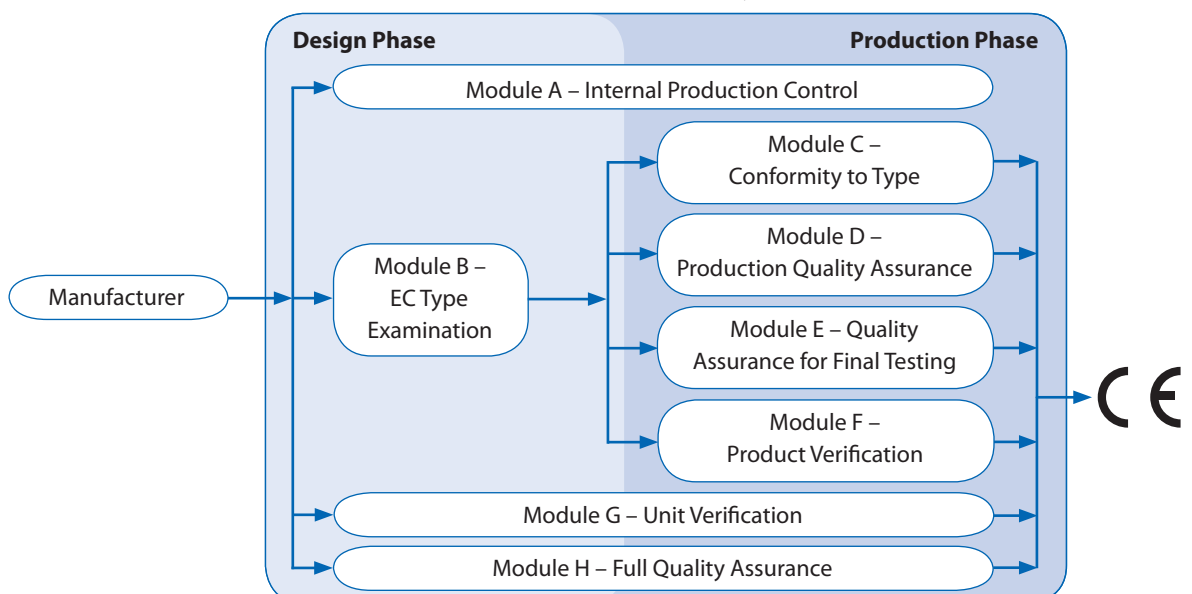 Design Phase
Production Phase
Module A – Internal Production Control
Module C –
Conformity to Type
Module D –
Production Quality Assurance
Manufacturer
Module B –
EC Type
Examination
Module E – Quality
Assurance for Final Testing
Module F –
Product Verification
Module G – Unit Verification
Module H – Full Quality Assurance
CE